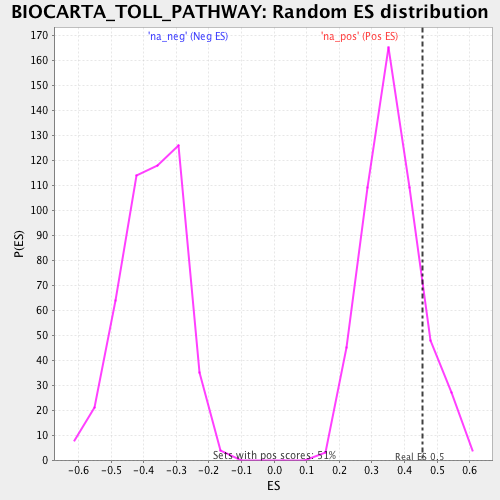 BIOCARTA_TOLL_PATHWAY: Random ES distribution
'na_neg' (Neg ES)
'na_pos' (Pos ES)
170
160
150
140
130
120
110
100
90
80
70
60
50
40
30
20
10
0
P(ES)
Sets with pos scores: 51%
Real ES 0,5
-0.6 -0.5 -0.4 -0.3 -0.2 -0.1 0.0 0.1 0.2 0.3 0.4 0.5 0.6
ES